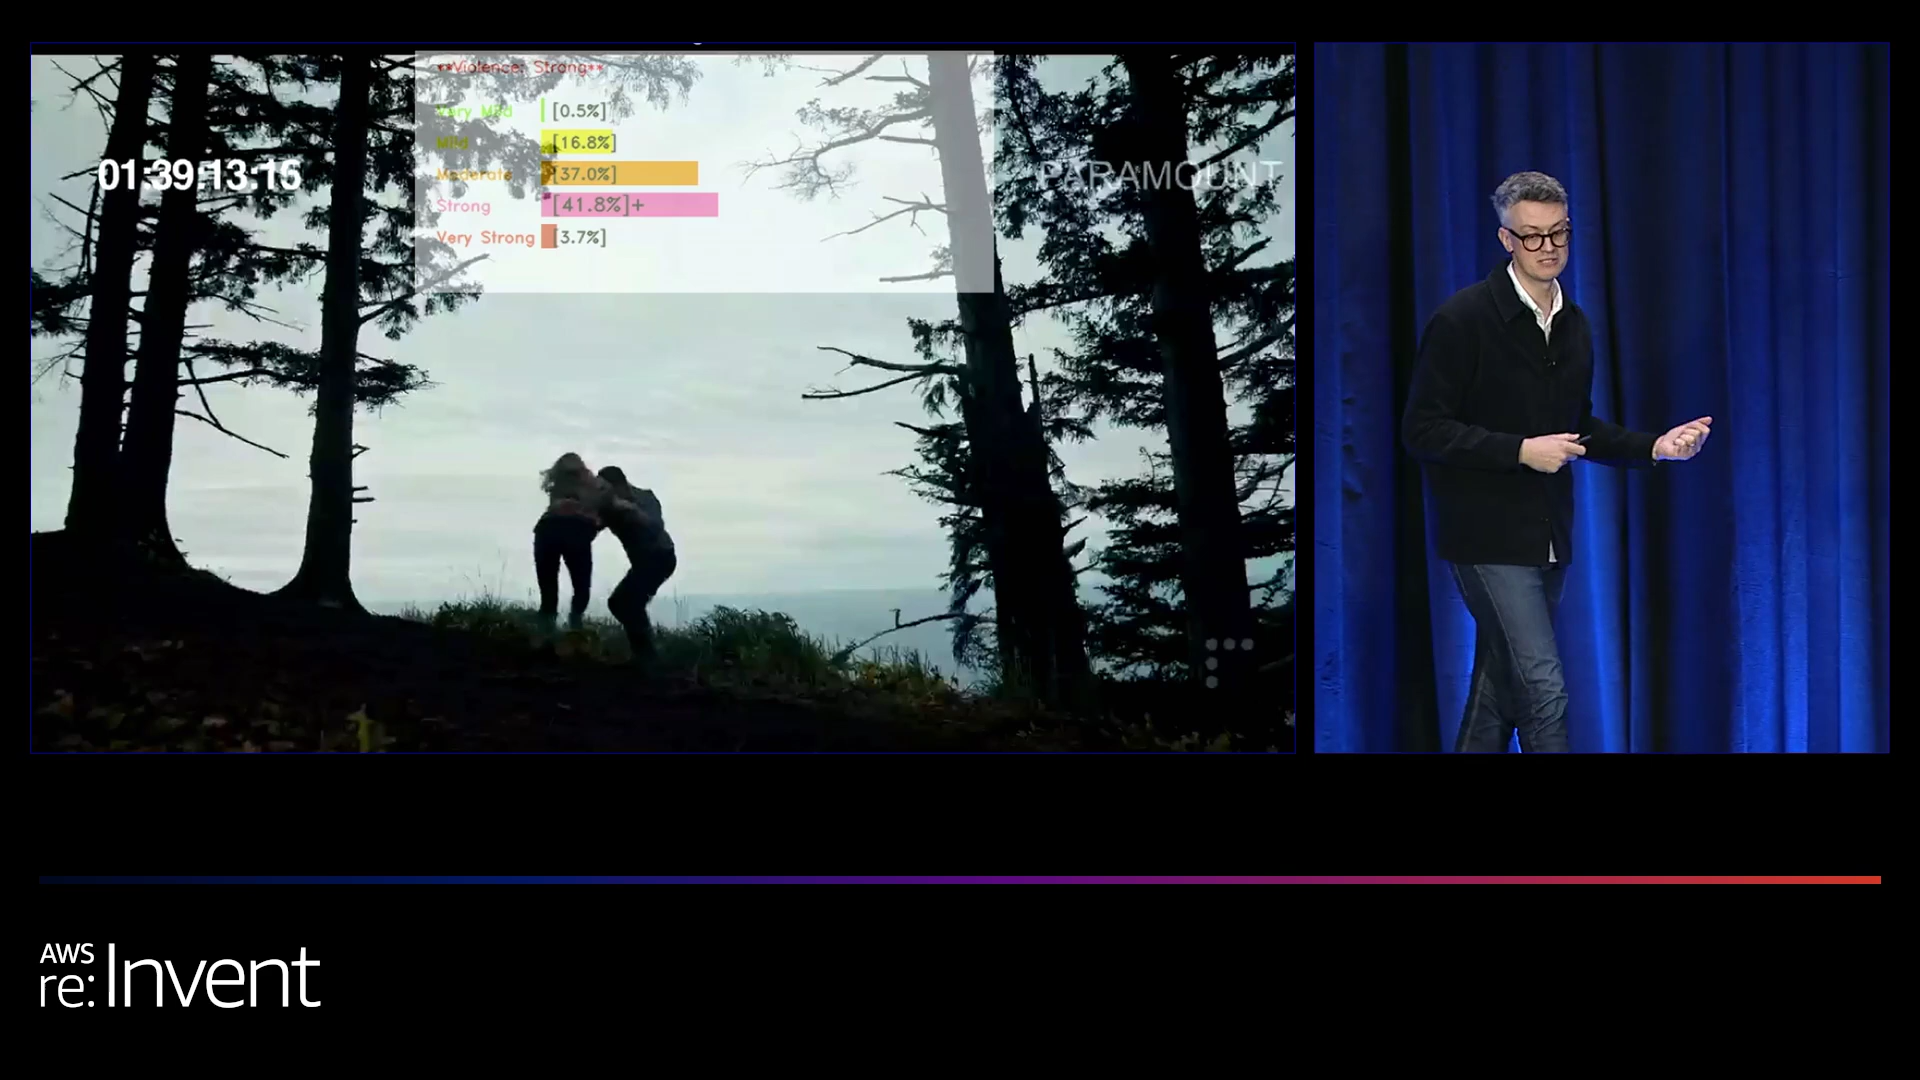 **Violence: Strong**
Very Mild [0.5%]
Mild [16.8%]
01:39:13:15
Moderate [37.0%]
PARAMOUNT
Strong [41.8%]+
Very Strong [3.7%]
AWS
re:Invent